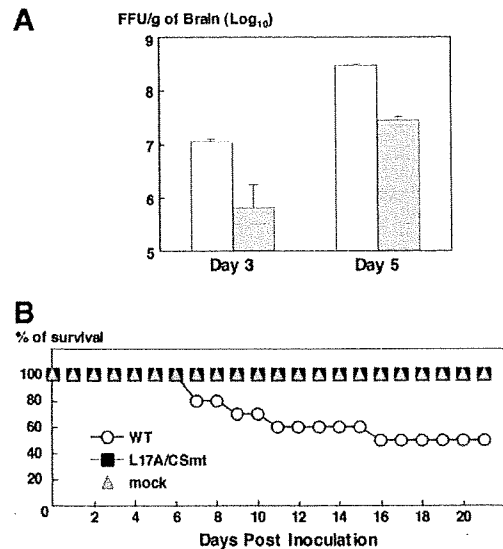 A
FFU/g of Brain (Log10)
9
8
7
6
5
Day 3 Day 5
B
% of survival
100
80
60
40
20
0
WT
L17A/CSmt
mock
2 4 6 8 10 12 14 16 18 20
Days Post Inoculation